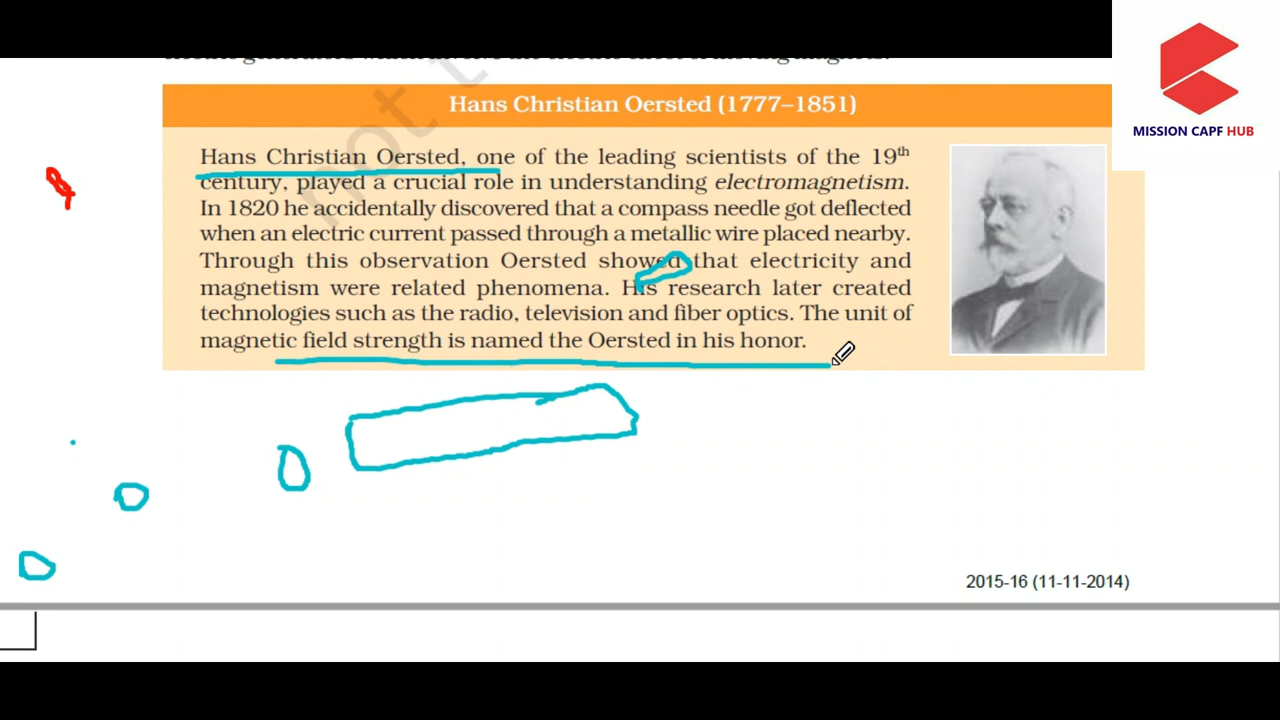 MISSION CAPF HUB
Hans Christian Oersted (1777–1851)
Hans Christian Oersted, one of the leading scientists of the 19th
century, played a crucial role in understanding electromagnetism.
In 1820 he accidentally discovered that a compass needle got deflected
when an electric current passed through a metallic wire placed nearby.
Through this observation Oersted showed that electricity and
magnetism were related phenomena. His research later created
technologies such as the radio, television and fiber optics. The unit of
magnetic field strength is named the Oersted in his honor.
2015-16 (11-11-2014)